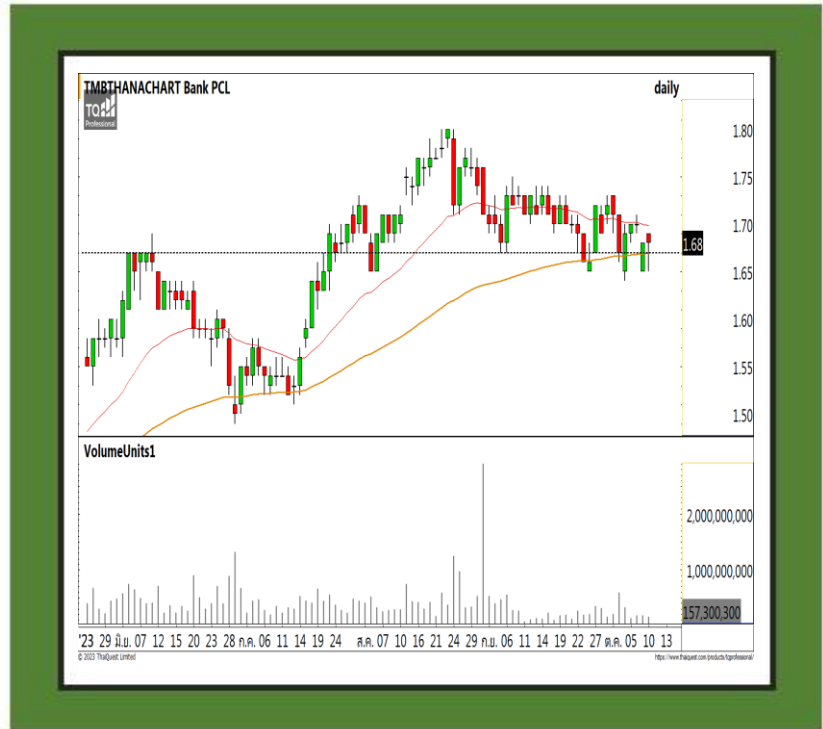 TMBTHANACHART Bank PCL daily
TQ
Professional
1.80
1.75
1.70
1.68
1.65
1.60
1.55
1.50
VolumeUnits1
2,000,000,000
1,000,000,000
157,300,300
'23 29 มิ.ย. 07 12 15 20 23 28 ก.ค. 06 11 14 19 24 ส.ค. 07 10 16 21 24 29 ก.ย. 06 11 14 19 22 27 ต.ค. 05 10 13
© 2023 ThaiQuest Limited https://www.thaiquest.com/products/tqprofessional/